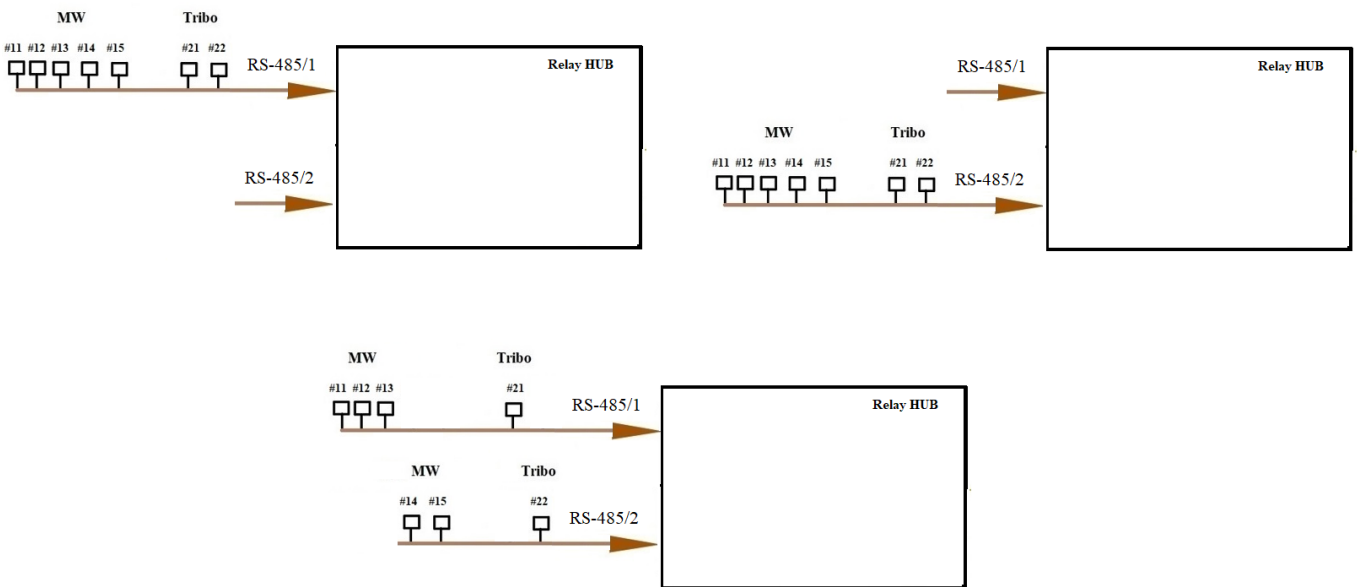 MW Tribo
#11 #12 #13 #14 #15 #21 #22
RS-485/1
Relay HUB
RS-485/2
RS-485/1
Relay HUB
MW Tribo
#11 #12 #13 #14 #15 #21 #22
RS-485/2
MW Tribo
#11 #12 #13 #21
RS-485/1
Relay HUB
MW Tribo
#14 #15 #22
RS-485/2